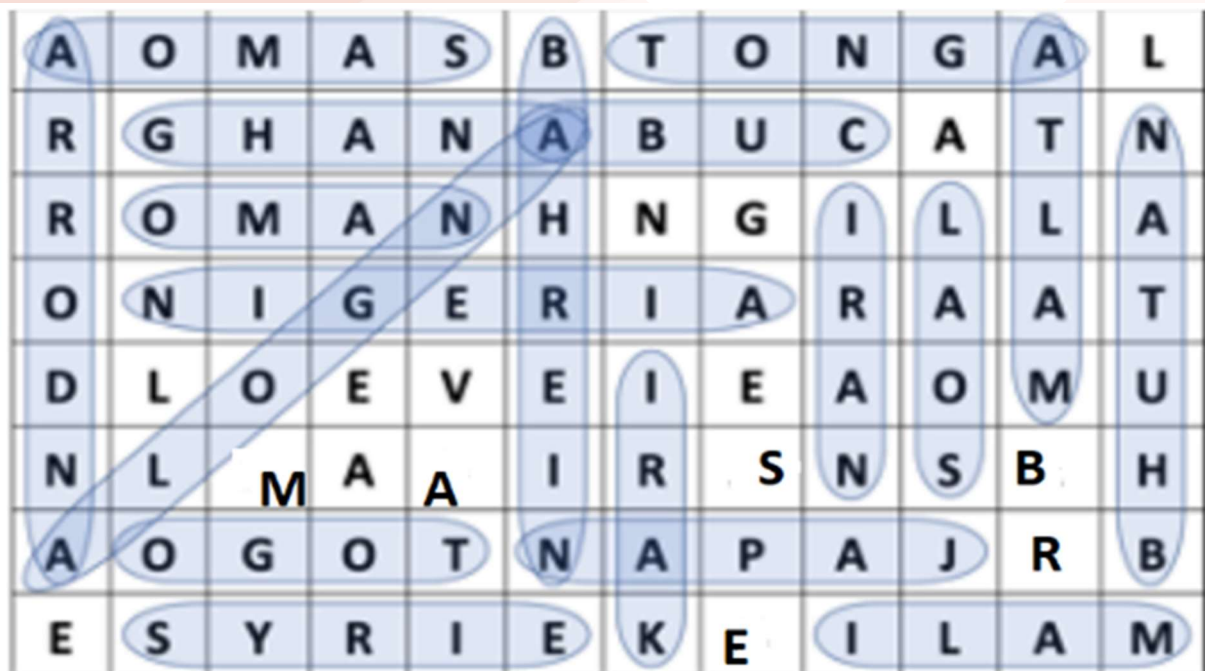 A O M A S B T O N G A L
R G H A N A B U C A T N
R O M A N H N G I L L A
O N I G E R I A R A A T
D L O E V E I E A O M U
N L M A A I R S N S B H
A O G O T N A P A J R B
E S Y R I E K E I L A M